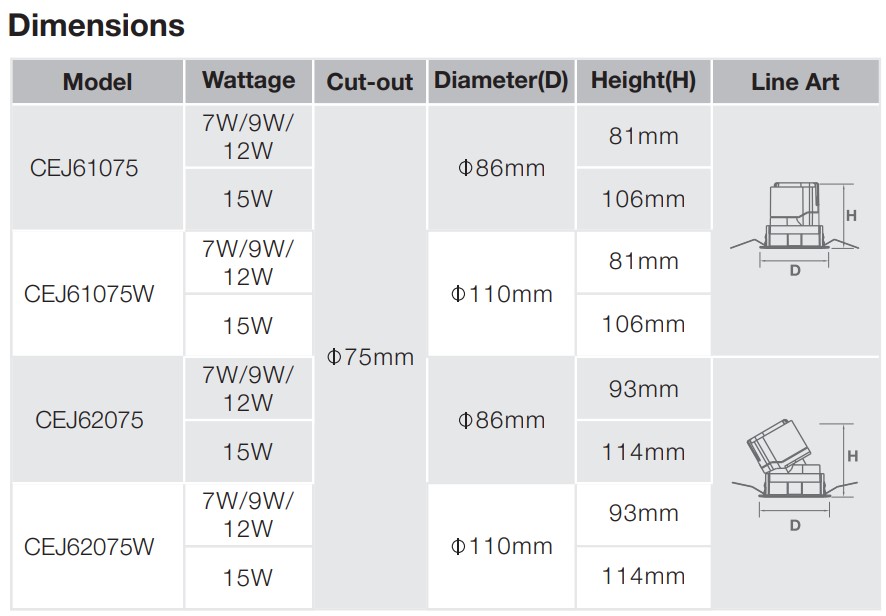 Dimensions
Model Wattage Cut-out Diameter(D) Height(H) Line Art
CEJ61075
7W/9W/
12W
15W
Φ75mm
Φ86mm
81mm
106mm
H
D
CEJ61075W
7W/9W/
12W
15W
Φ110mm
81mm
106mm
CEJ62075
7W/9W/
12W
15W
Φ86mm
93mm
114mm
H
D
CEJ62075W
7W/9W/
12W
15W
Φ110mm
93mm
114mm